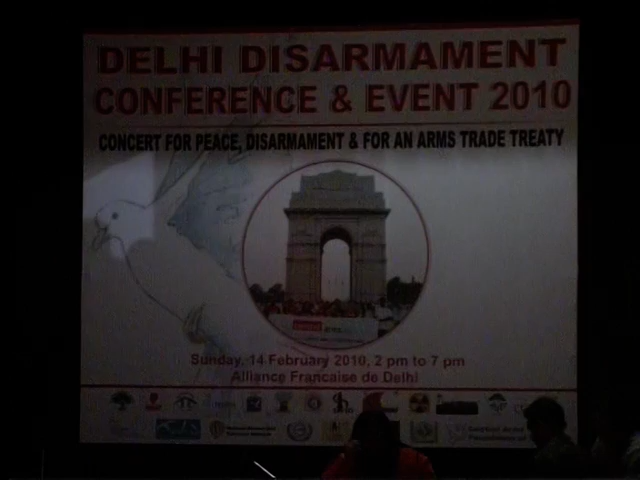 DELHI DISARMAMENT
CONFERENCE & EVENT 2010
CONCERT FOR PEACE, DISARMAMENT & FOR AN ARMS TRADE TREATY
Sunday, 14 February 2010, 2 pm to 7 pm
Alliance Francaise de Delhi